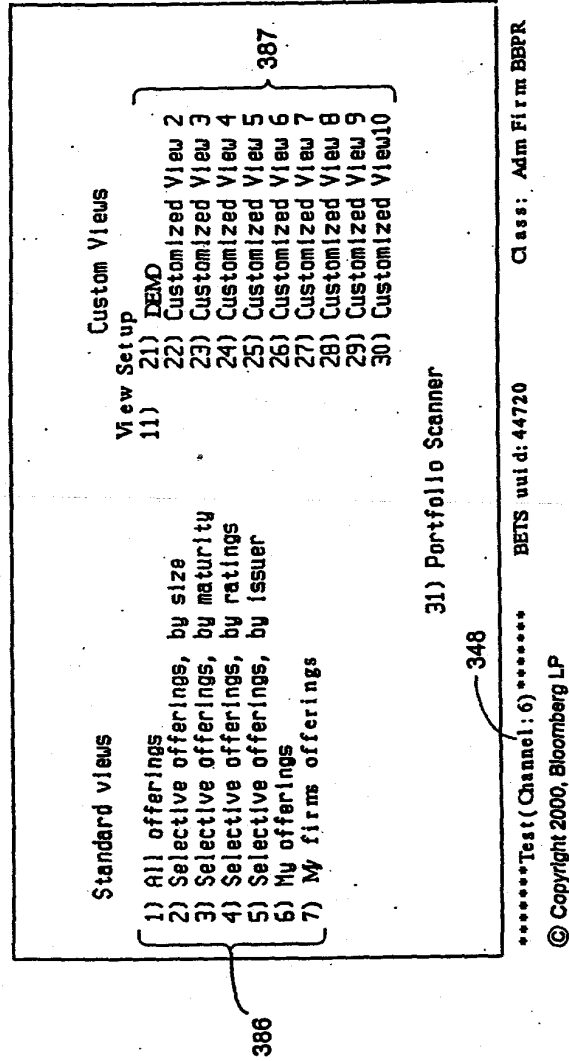 Standard views
386
1) All offerings
2) Selective offerings, by size
3) Selective offerings, by maturity
4) Selective offerings, by ratings
5) Selective offerings, by issuer
6) My offerings
7) My firms offerings
Custom Views
View Setup
11)
21) DEMO
22) Customized View 2
23) Customized View 3
24) Customized View 4
25) Customized View 5
26) Customized View 6
27) Customized View 7
28) Customized View 8
29) Customized View 9
30) Customized View10
387
31) Portfolio Scanner
348
*******Test(Channel:6)******* BETS uuid:44720 Class: Adm Firm BBPR
© Copyright 2000, Bloomberg LP